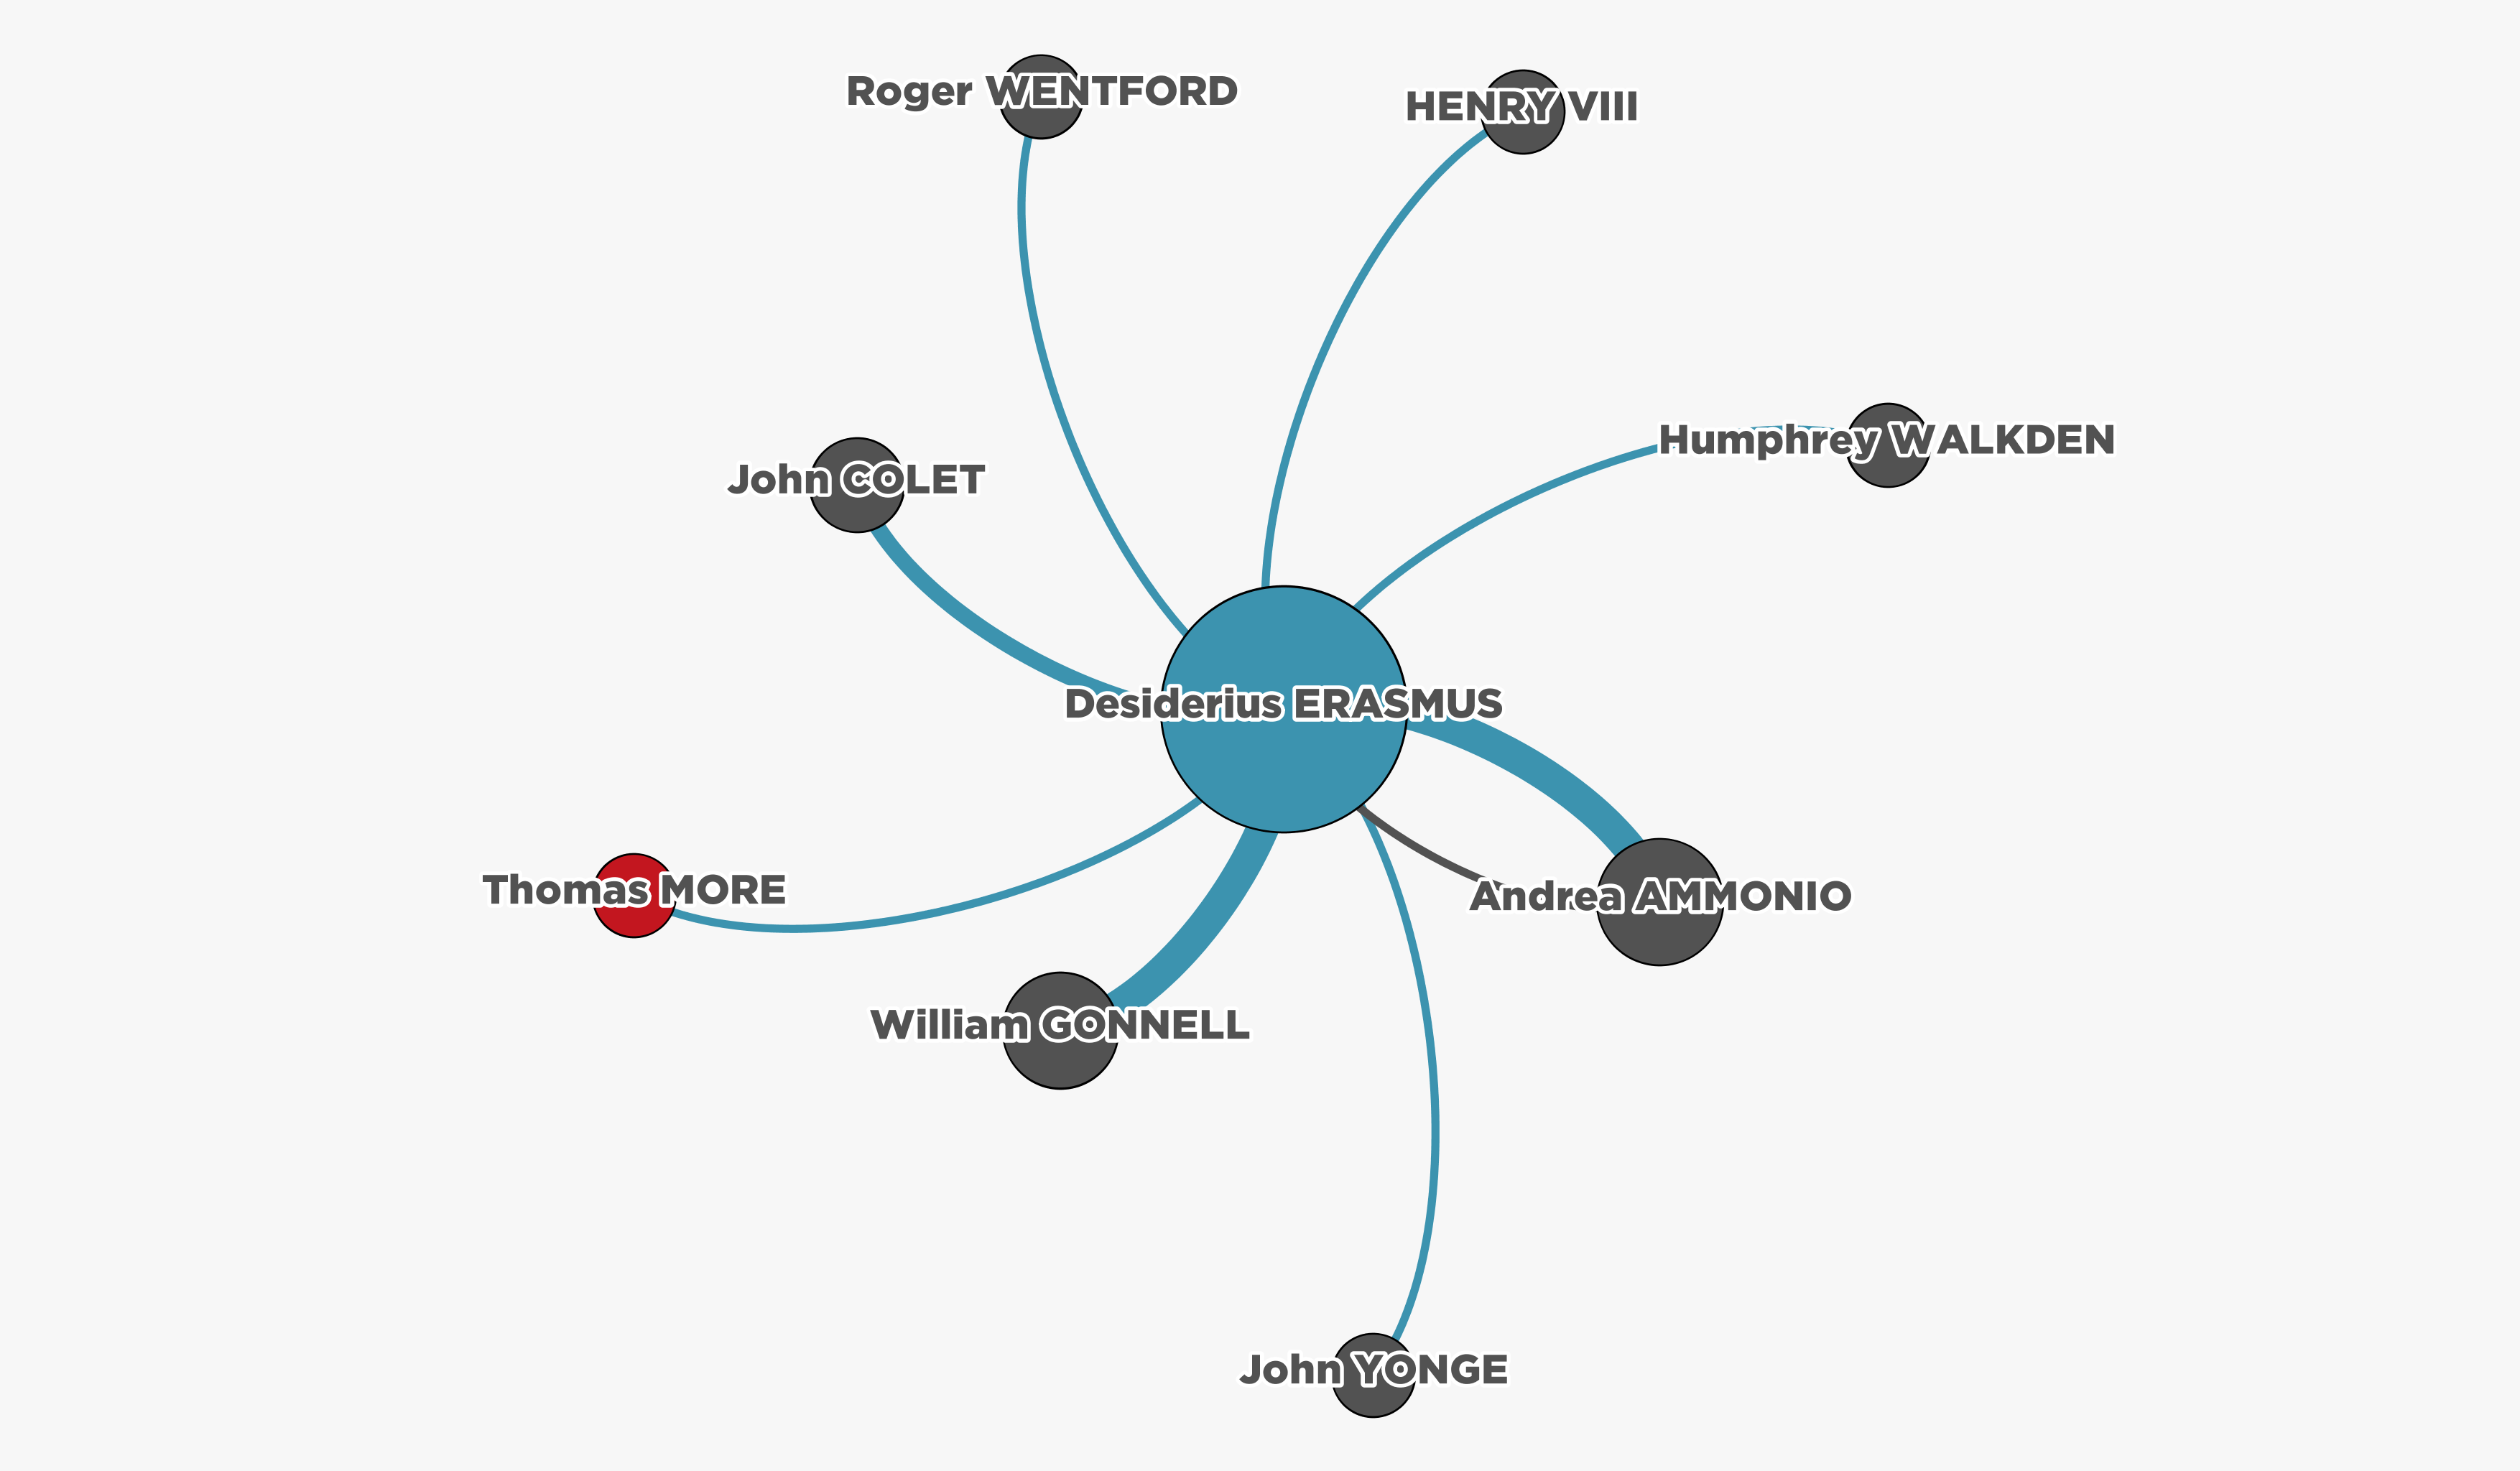 Roger WENTFORD
HENRY VIII
Humphrey WALKDEN
John COLET
Desiderius ERASMUS
Thomas MORE
Andrea AMMONIO
William GONNELL
John YONGE